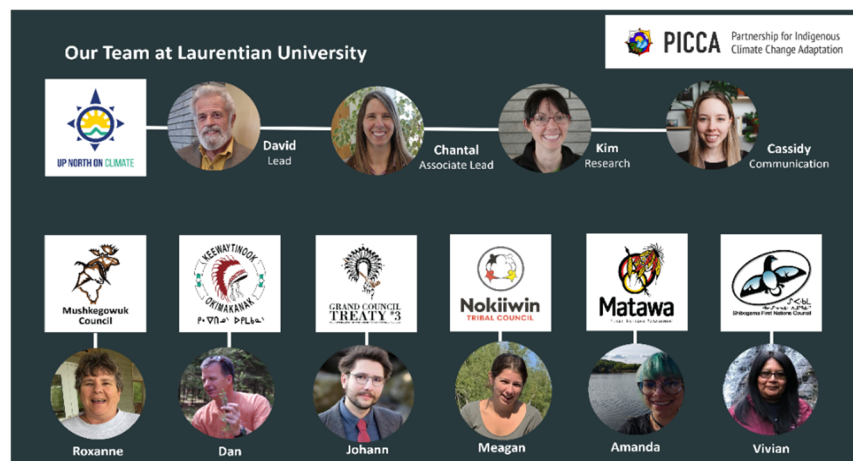 Our Team at Laurentian University
PICCA
Partnership for Indigenous
Climate Change Adaptation
UP NORTH ON CLIMATE
David
Lead
Chantal
Associate Lead
Kim
Research
Cassidy
Communication
Mushkegowuk
Council
KEEWAYTINOOK
OKIMAKANAK
GRAND COUNCIL
TREATY #3
Nokiiwin
TRIBAL COUNCIL
Matawa
Shibogama First Nations Council
Roxanne
Dan
Johann
Meagan
Amanda
Vivian